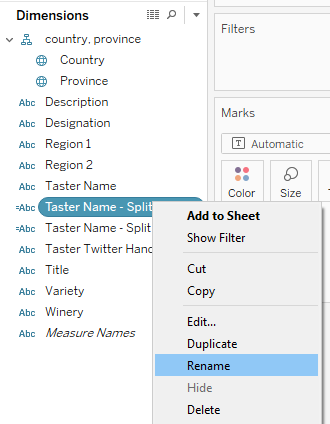 Dimensions
country, province
Country
Province
Abc Description
Abc Designation
Abc Region 1
Abc Region 2
Abc Taster Name
=Abc Taster Name - Split
=Abc Taster Name - Split
Abc Taster Twitter Hanc
Abc Title
Abc Variety
Abc Winery
Abc Measure Names
Filters
Marks
Abc Automatic
Color Size
Add to Sheet
Show Filter
Cut
Copy
Edit...
Duplicate
Rename
Hide
Delete